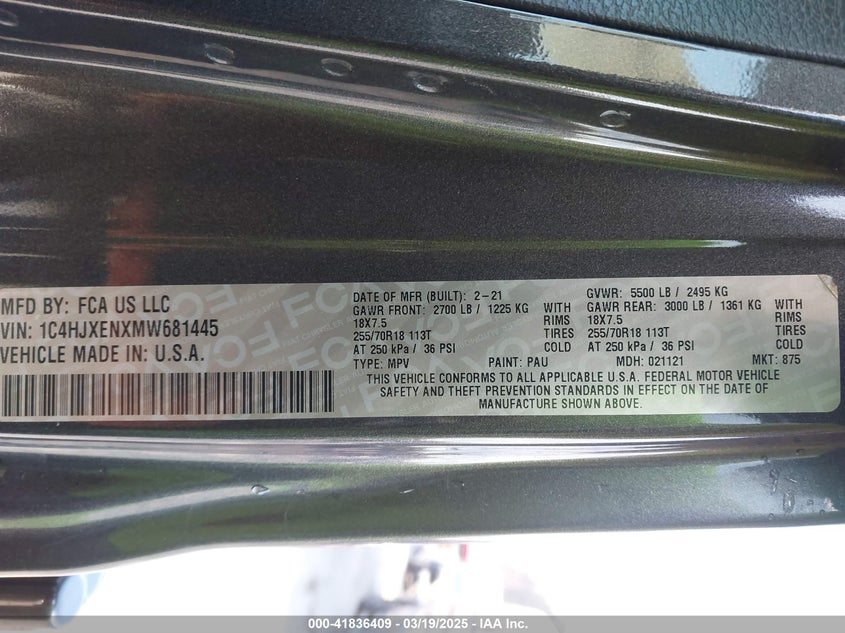 MFD BY: FCA US LLC
VIN: 1C4HJXENXMW681445
VEHICLE MADE IN: U.S.A.
DATE OF MFR (BUILT): 2-21
GVWR: 5500 LB / 2495 KG
GAWR FRONT: 2700 LB / 1225 KG WITH
GAWR REAR: 3000 LB / 1361 KG WITH
18X7.5 RIMS
18X7.5 RIMS
255/70R18 113T TIRES
255/70R18 113T TIRES
AT 250 kPa / 36 PSI COLD
AT 250 kPa / 36 PSI COLD
TYPE: MPV PAINT: PAU MDH: 021121 MKT: 875
THIS VEHICLE CONFORMS TO ALL APPLICABLE U.S.A. FEDERAL MOTOR VEHICLE
SAFETY AND THEFT PREVENTION STANDARDS IN EFFECT ON THE DATE OF
MANUFACTURE SHOWN ABOVE.
000-41836409 - 03/19/2025 - IAA, Inc.